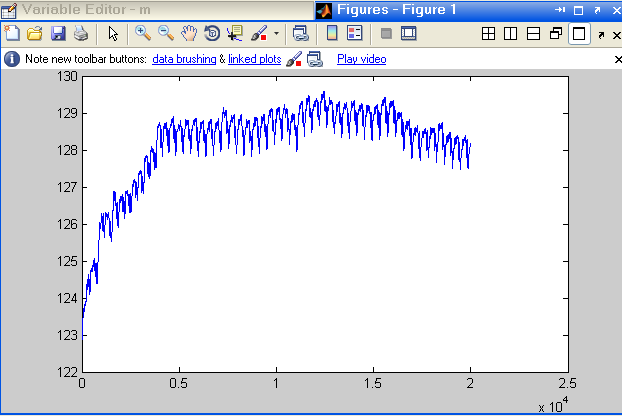 Variable Editor - m
Figures - Figure 1
Note new toolbar buttons: data brushing & linked plots Play video
130
129
128
127
126
125
124
123
122
0 0.5 1 1.5 2 2.5
x 10^4